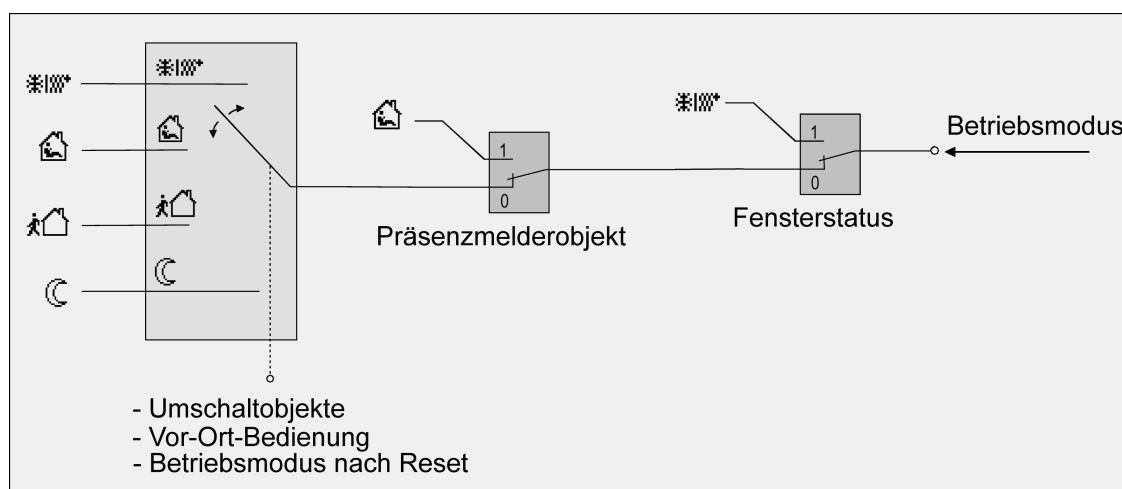 1
0
Präsenzmelderobjekt
1
0
Fensterstatus
Betriebsmodus
- Umschaltobjekte
- Vor-Ort-Bedienung
- Betriebsmodus nach Reset